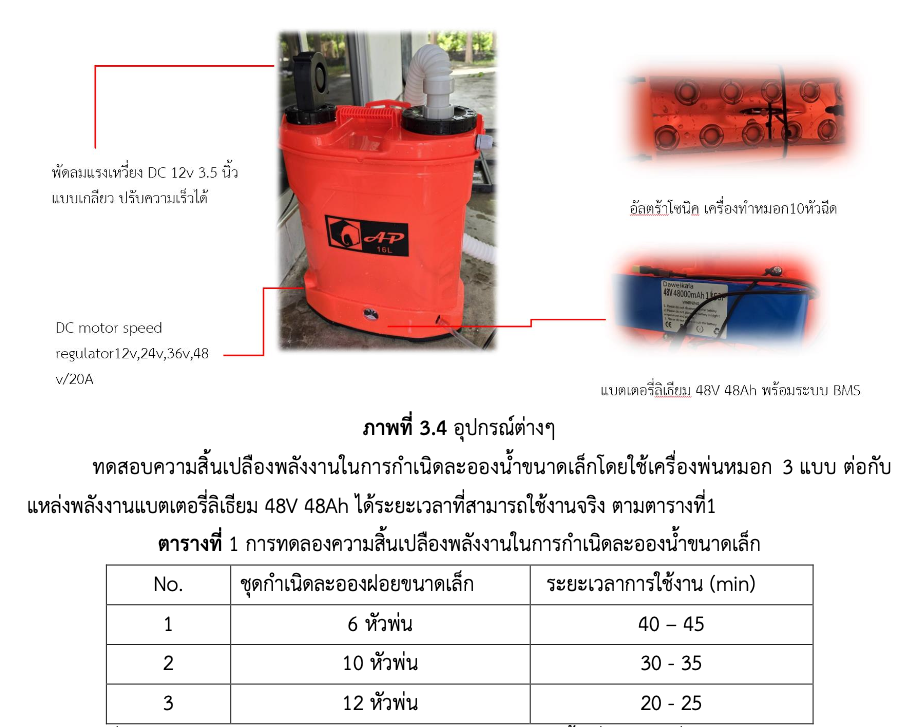 พัดลมแรงเหวี่ยง DC 12v 3.5 นิ้ว
แบบเกลียว ปรับความเร็วได้
DC motor speed
regulator12v,24v,36v,48
v/20A
AP
16L
อัลตร้าโซนิค เครื่องทำหมอก10หัวฉีด
Daweikala
48V 48000mAh
แบตเตอรี่ลิเธียม 48V 48Ah พร้อมระบบ BMS
ภาพที่ 3.4 อุปกรณ์ต่างๆ
ทดสอบความสิ้นเปลืองพลังงานในการกำเนิดละอองน้ำขนาดเล็กโดยใช้เครื่องพ่นหมอก 3 แบบ ต่อกับ
แหล่งพลังงานแบตเตอรี่ลิเธียม 48V 48Ah ได้ระยะเวลาที่สามารถใช้งานจริง ตามตารางที่1
ตารางที่ 1 การทดลองความสิ้นเปลืองพลังงานในการกำเนิดละอองน้ำขนาดเล็ก
No. ชุดกำเนิดละอองฝอยขนาดเล็ก ระยะเวลาการใช้งาน (min)
1 6 หัวพ่น 40 – 45
2 10 หัวพ่น 30 - 35
3 12 หัวพ่น 20 - 25